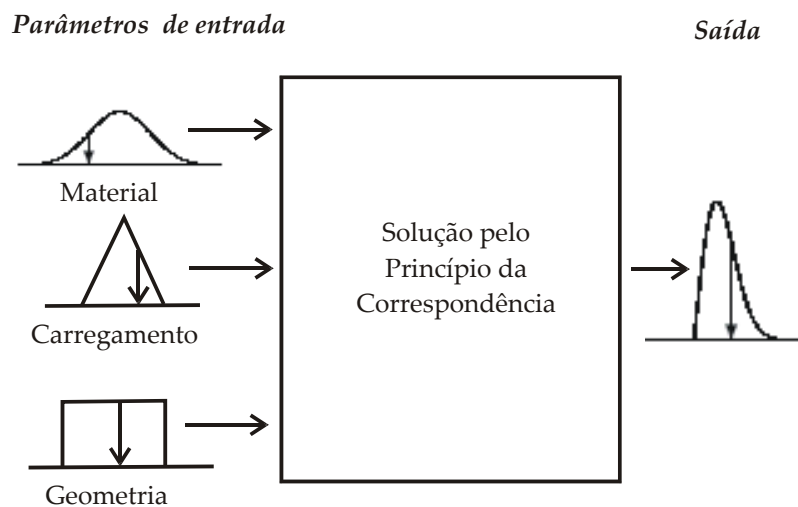 Parâmetros de entrada
Saída
Material
Carregamento
Geometria
Solução pelo
Princípio da
Correspondência